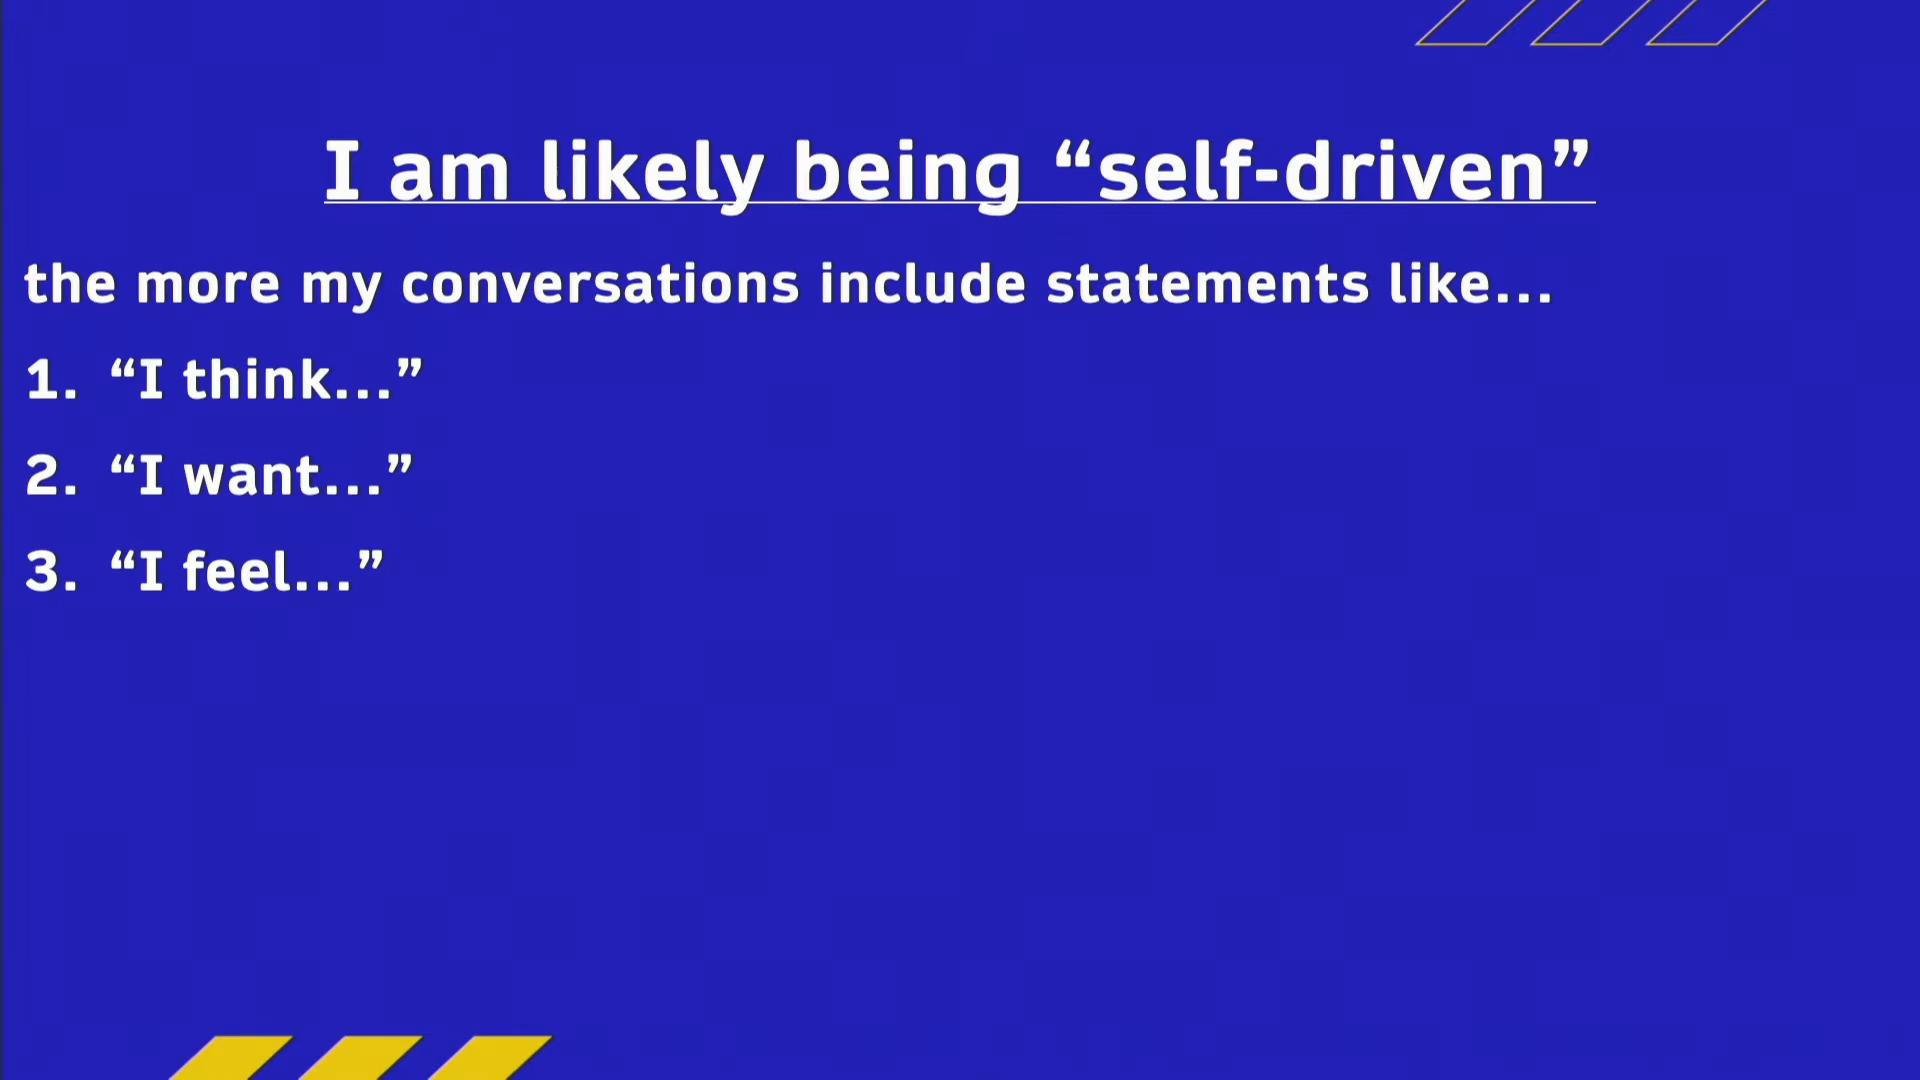 I am likely being “self-driven”
the more my conversations include statements like...
1. “I think...”
2. “I want...”
3. “I feel...”